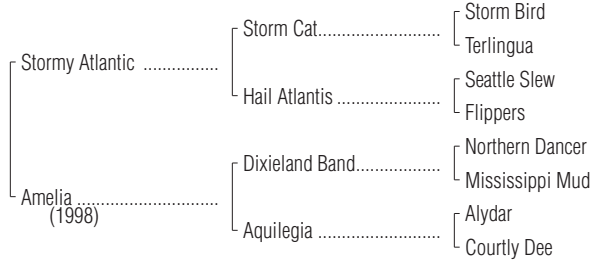 Storm Bird
Storm Cat........................
Terlingua
Stormy Atlantic ...............
Seattle Slew
Hail Atlantis .....................
Flippers
Northern Dancer
Dixieland Band.................
Mississippi Mud
Amelia ............................
(1998)
Alydar
Aquilegia .........................
Courtly Dee